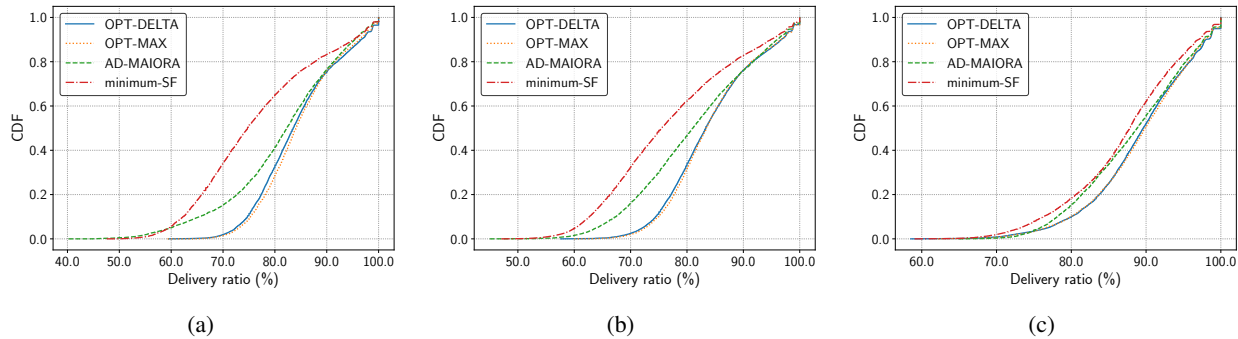 1.0
0.8
0.6
0.4
0.2
0.0
CDF
OPT-DELTA
OPT-MAX
AD-MAIORA
minimum-SF
40.0 50.0 60.0 70.0 80.0 90.0 100.0
Delivery ratio (%)
(a)
1.0
0.8
0.6
0.4
0.2
0.0
CDF
OPT-DELTA
OPT-MAX
AD-MAIORA
minimum-SF
50.0 60.0 70.0 80.0 90.0 100.0
Delivery ratio (%)
(b)
1.0
0.8
0.6
0.4
0.2
0.0
CDF
OPT-DELTA
OPT-MAX
AD-MAIORA
minimum-SF
60.0 70.0 80.0 90.0 100.0
Delivery ratio (%)
(c)